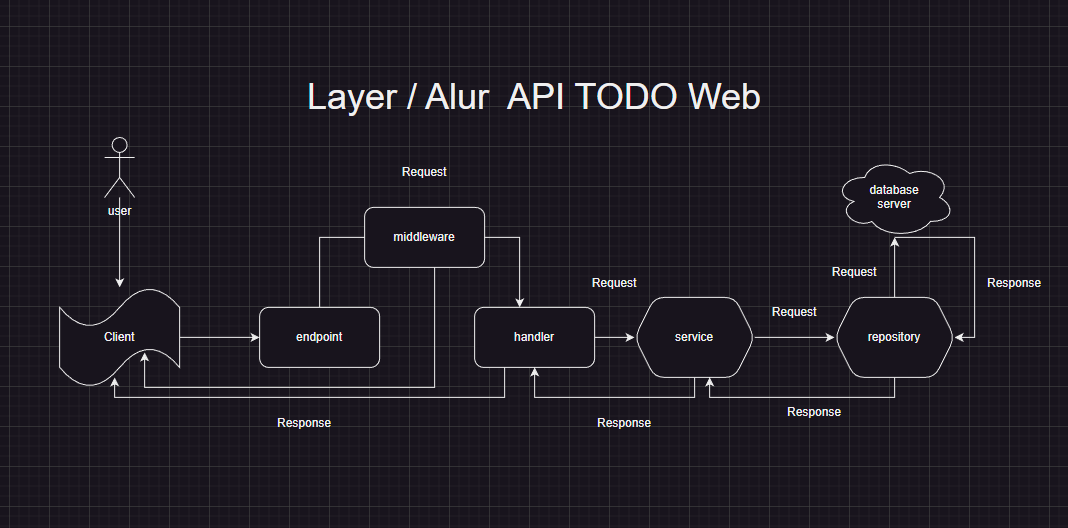 Layer / Alur  API TODO Web
user
Request
middleware
database
server
Request
Response
Request
Request
Client
endpoint
handler
service
repository
Response
Response
Response